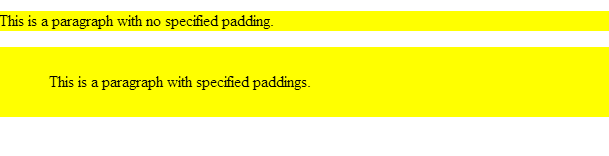 This is a paragraph with no specified padding.
This is a paragraph with specified paddings.